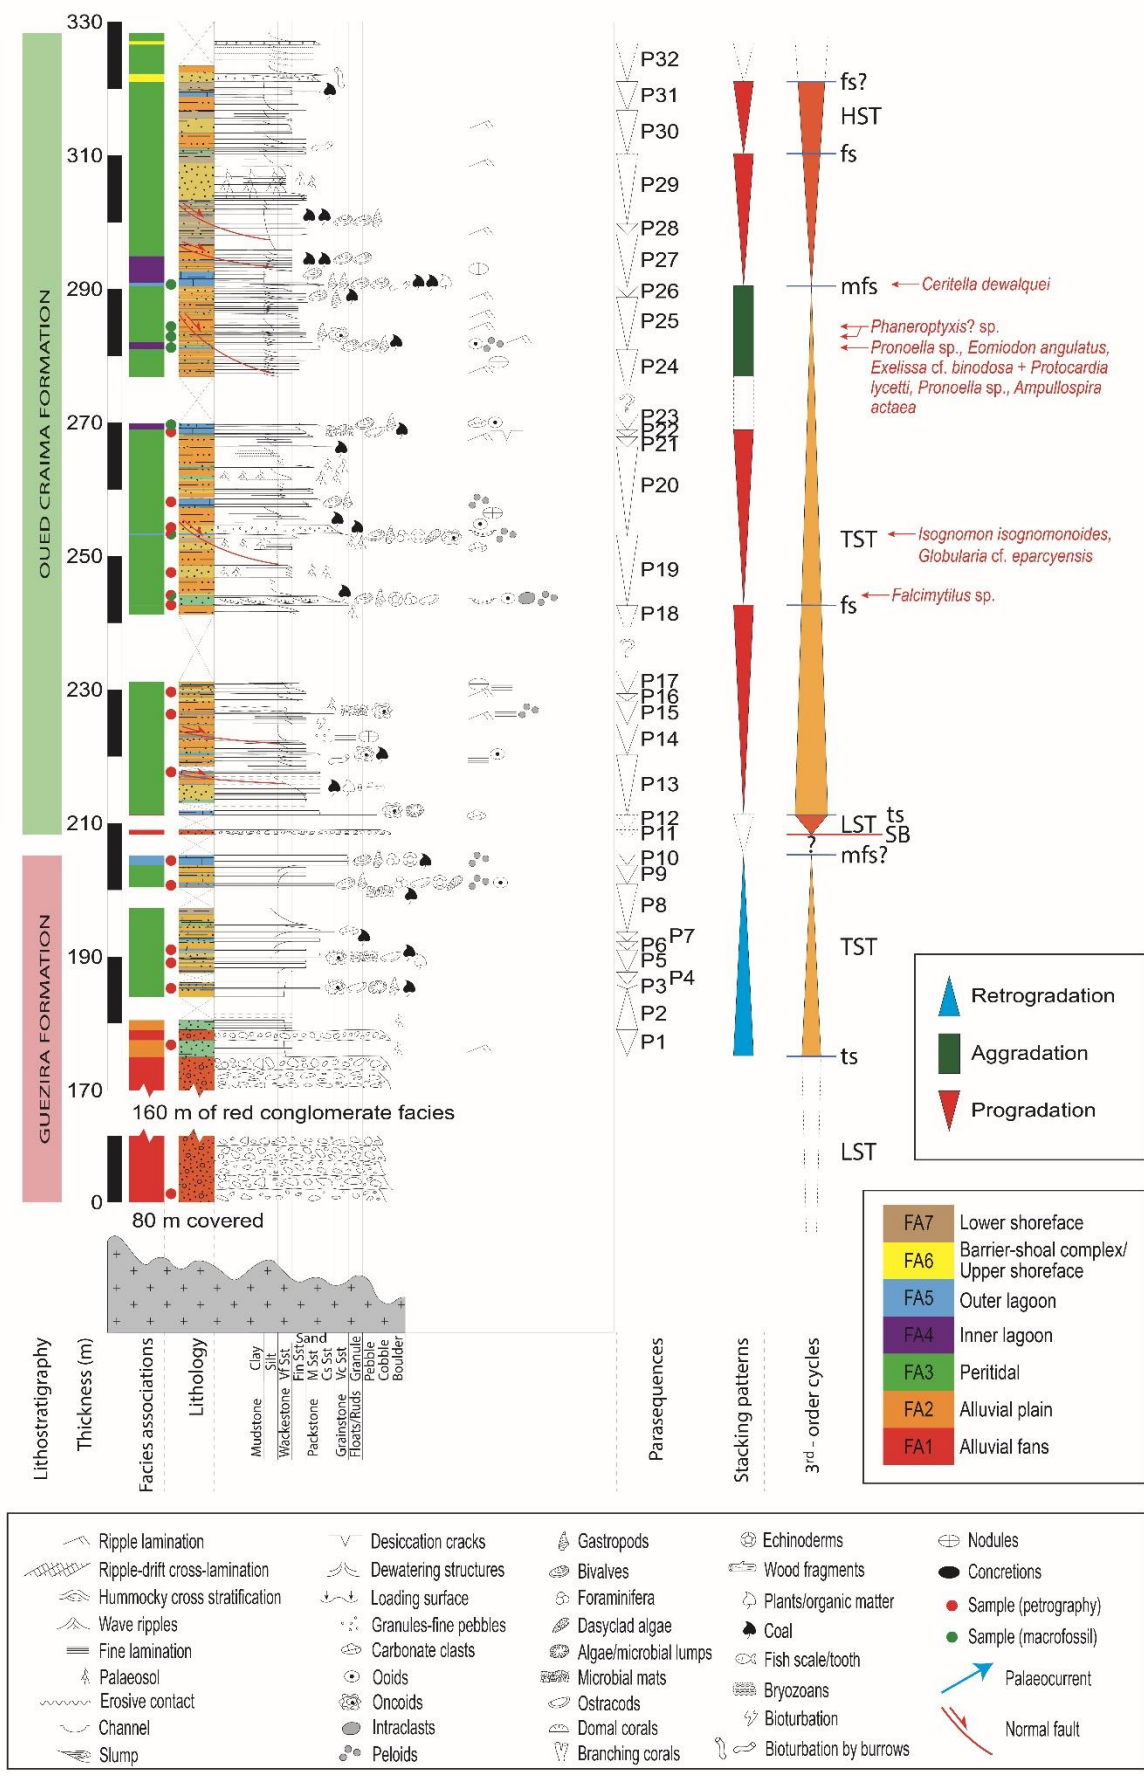 330
310
290
270
250
230
210
190
170
0
OUED CRAIMA FORMATION
GUEZIRA FORMATION
160 m of red conglomerate facies
80 m covered
P32
P31
P30
P29
P28
P27
P26
P25
P24
?
P23
P22
P21
P20
P19
P18
?
P17
P16
P15
P14
P13
P12
P11
P10
P9
P8
P7
P6
P5
P4
P3
P2
P1
fs?
HST
fs
mfs
TST
fs
ts
LST
SB
?
mfs?
TST
ts
LST
Ceritella dewalquei
Phaneroptyxis? sp.
Pronoella sp., Eomiodon angulatus,
Exelissa cf. binodosa + Protocardia
lycetti, Pronoella sp., Ampullospira
actaea
Isognomon isognomonoides,
Globularia cf. eparcyensis
Falcimytilus sp.
Retrogradation
Aggradation
Progradation
FA7 Lower shoreface
FA6 Barrier-shoal complex/
Upper shoreface
FA5 Outer lagoon
FA4 Inner lagoon
FA3 Peritidal
FA2 Alluvial plain
FA1 Alluvial fans
Lithostratigraphy
Thickness (m)
Facies associations
Lithology
Mudstone
Clay
Silt
Wackestone
Vf Sst
Sand
Fin Sst
M Sst
Packstone
Cs Sst
Vc Sst
Grainstone
Granule
Floats/Ruds
Pebble
Cobble
Boulder
Parasequences
Stacking patterns
3rd - order cycles
Ripple lamination
Ripple-drift cross-lamination
Hummocky cross stratification
Wave ripples
Fine lamination
Palaeosol
Erosive contact
Channel
Slump
Desiccation cracks
Dewatering structures
Loading surface
Granules-fine pebbles
Carbonate clasts
Ooids
Oncoids
Intraclasts
Peloids
Gastropods
Bivalves
Foraminifera
Dasyclad algae
Algae/microbial lumps
Microbial mats
Ostracods
Domal corals
Branching corals
Echinoderms
Wood fragments
Plants/organic matter
Coal
Fish scale/tooth
Bryozoans
Bioturbation
Bioturbation by burrows
Nodules
Concretions
Sample (petrography)
Sample (macrofossil)
Palaeocurrent
Normal fault